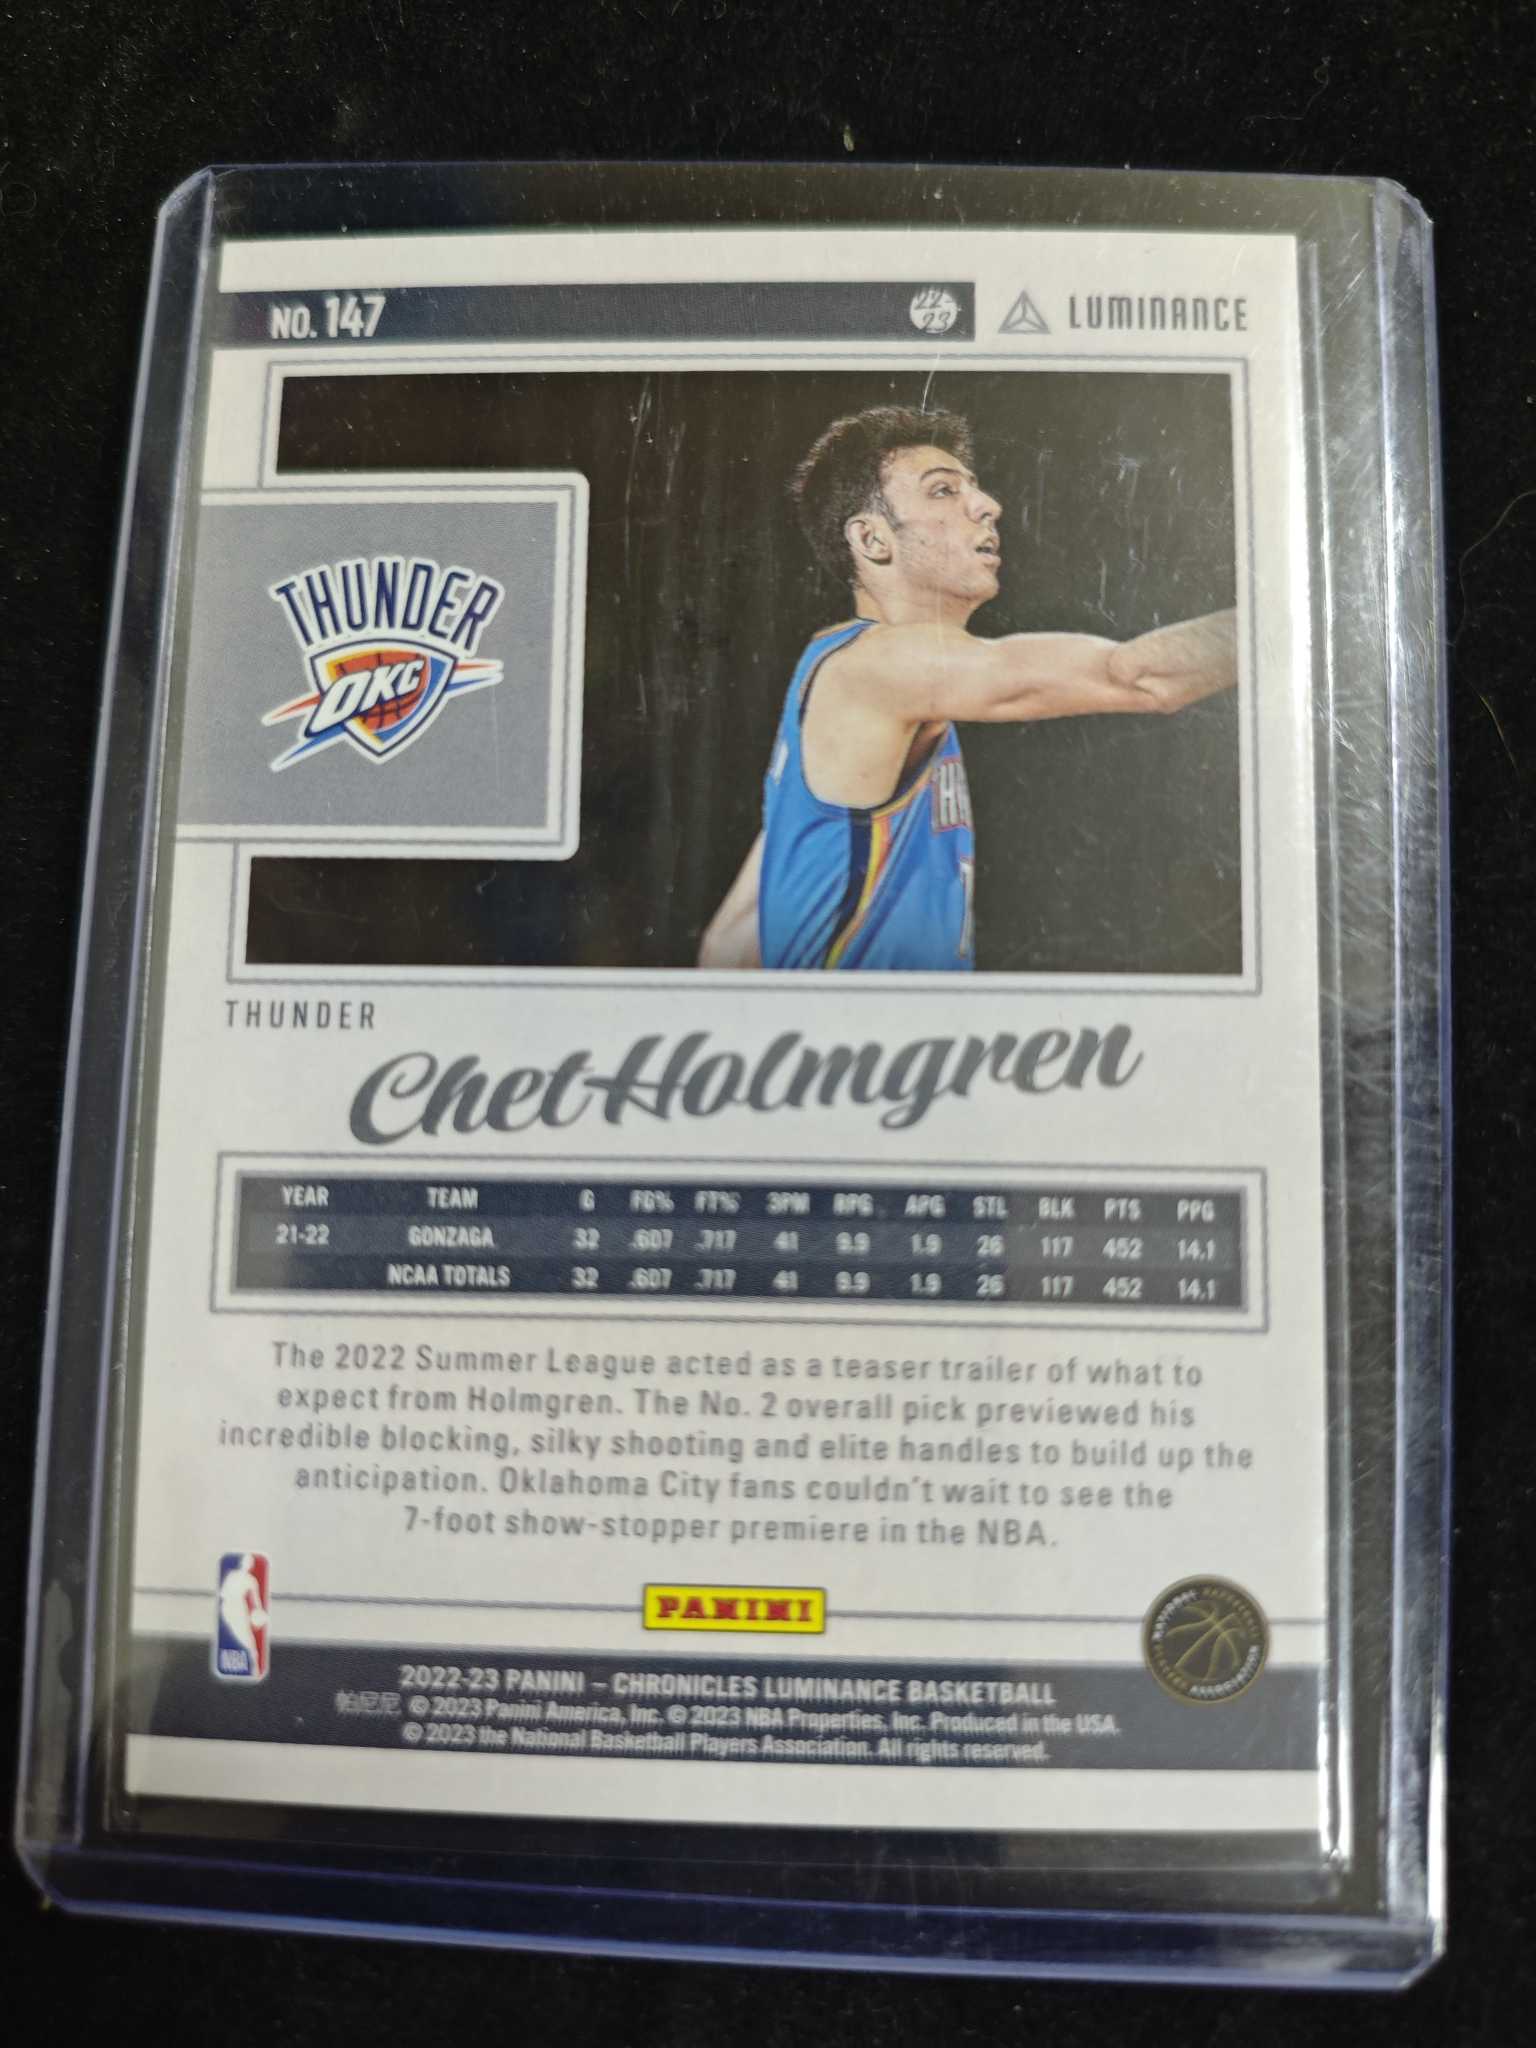 NO. 147
22-23
LUMINANCE
THUNDER
OKC
THUNDER
Chet Holmgren
YEAR TEAM G FG% FT% 3PM RPG APG STL BLK PTS PPG
21-22 GONZAGA 32 .607 .717 41 9.9 1.9 26 117 452 14.1
NCAA TOTALS 32 .607 .717 41 9.9 1.9 26 117 452 14.1
The 2022 Summer League acted as a teaser trailer of what to
expect from Holmgren. The No. 2 overall pick previewed his
incredible blocking, silky shooting and elite handles to build up the
anticipation. Oklahoma City fans couldn't wait to see the
7-foot show-stopper premiere in the NBA.
NBA
PANINI
NATIONAL BASKETBALL PLAYERS ASSOCIATION
2022-23 PANINI – CHRONICLES LUMINANCE BASKETBALL
帕尼尼 © 2023 Panini America, Inc. © 2023 NBA Properties, Inc. Produced in the USA.
© 2023 the National Basketball Players Association. All rights reserved.